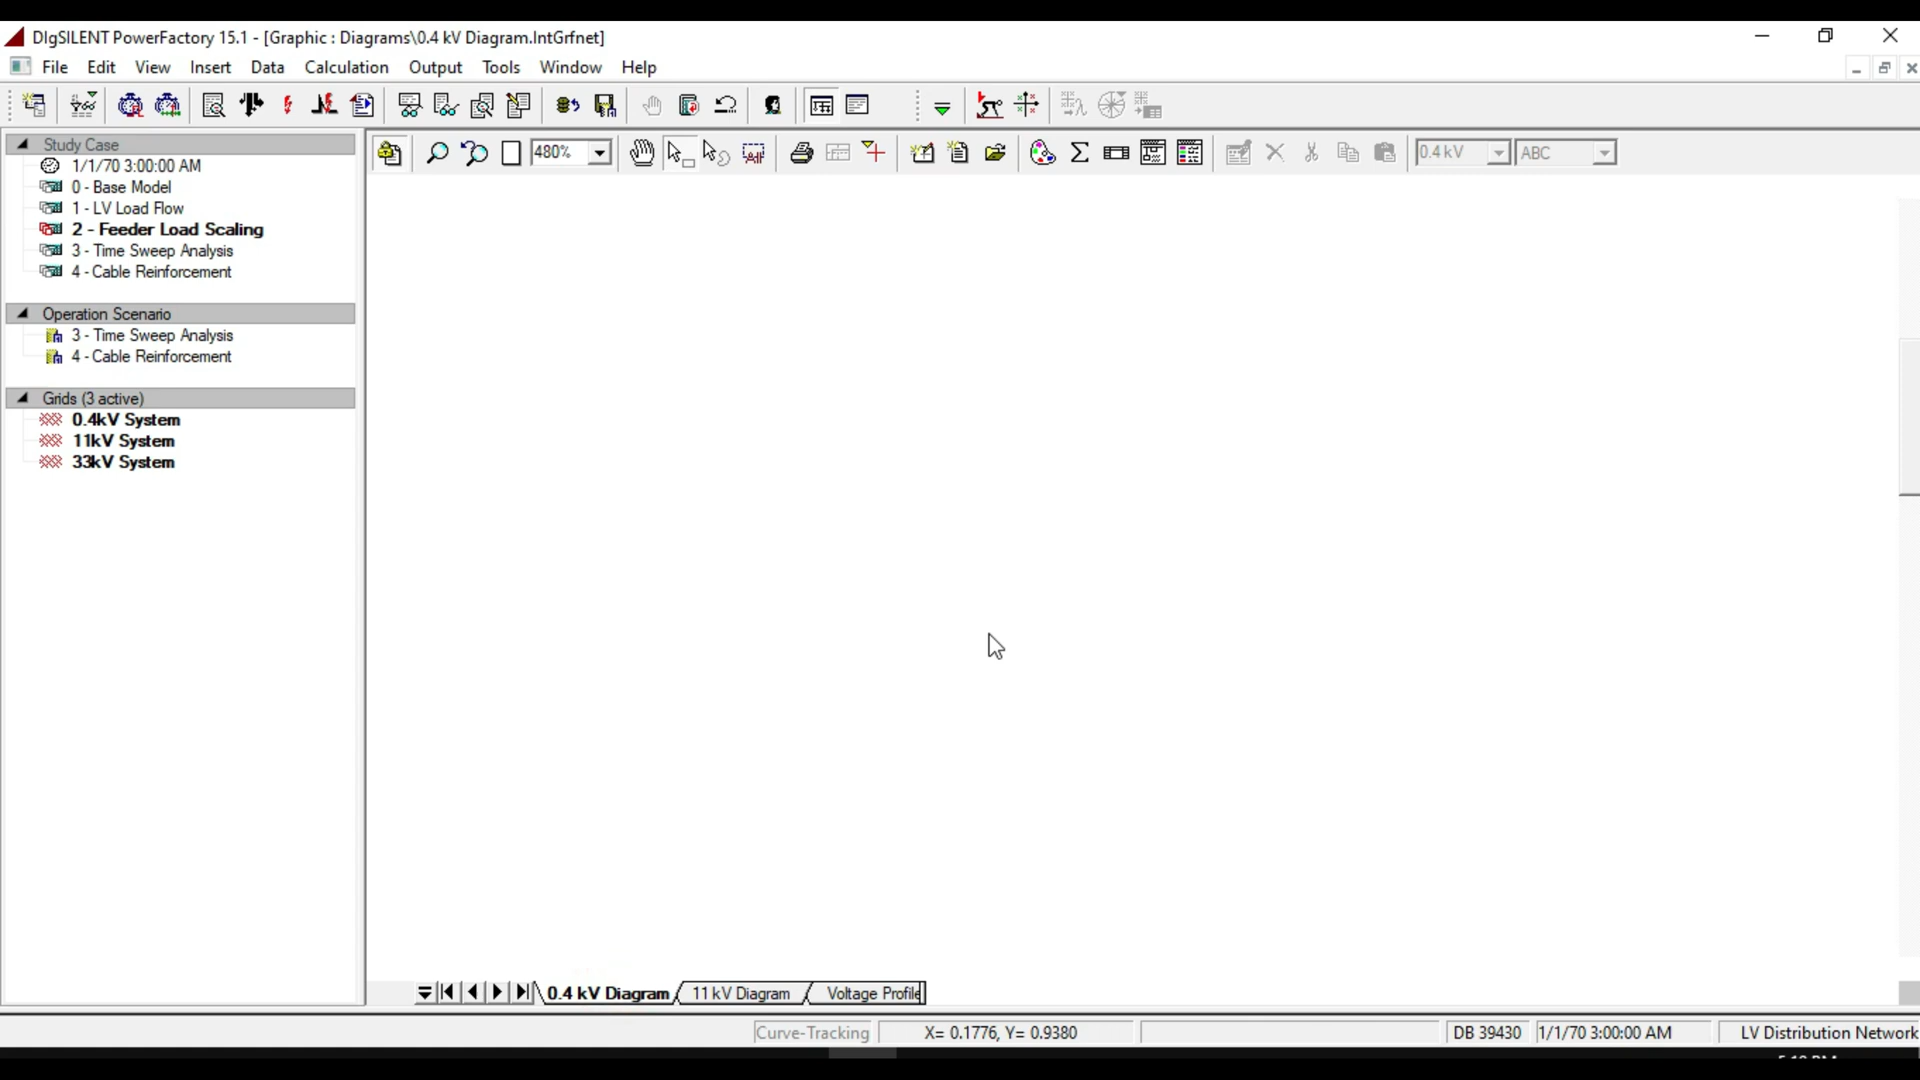 DIgSILENT PowerFactory 15.1 - [Graphic : Diagrams\0.4 kV Diagram.IntGrfnet]
File Edit View Insert Data Calculation Output Tools Window Help
480%
0.4 kV
ABC
Study Case
1/1/70 3:00:00 AM
0 - Base Model
1 - LV Load Flow
2 - Feeder Load Scaling
3 - Time Sweep Analysis
4 - Cable Reinforcement
Operation Scenario
3 - Time Sweep Analysis
4 - Cable Reinforcement
Grids (3 active)
0.4kV System
11kV System
33kV System
0.4 kV Diagram 11 kV Diagram Voltage Profile
Curve-Tracking X= 0.1776, Y= 0.9380 DB 39430 1/1/70 3:00:00 AM LV Distribution Network